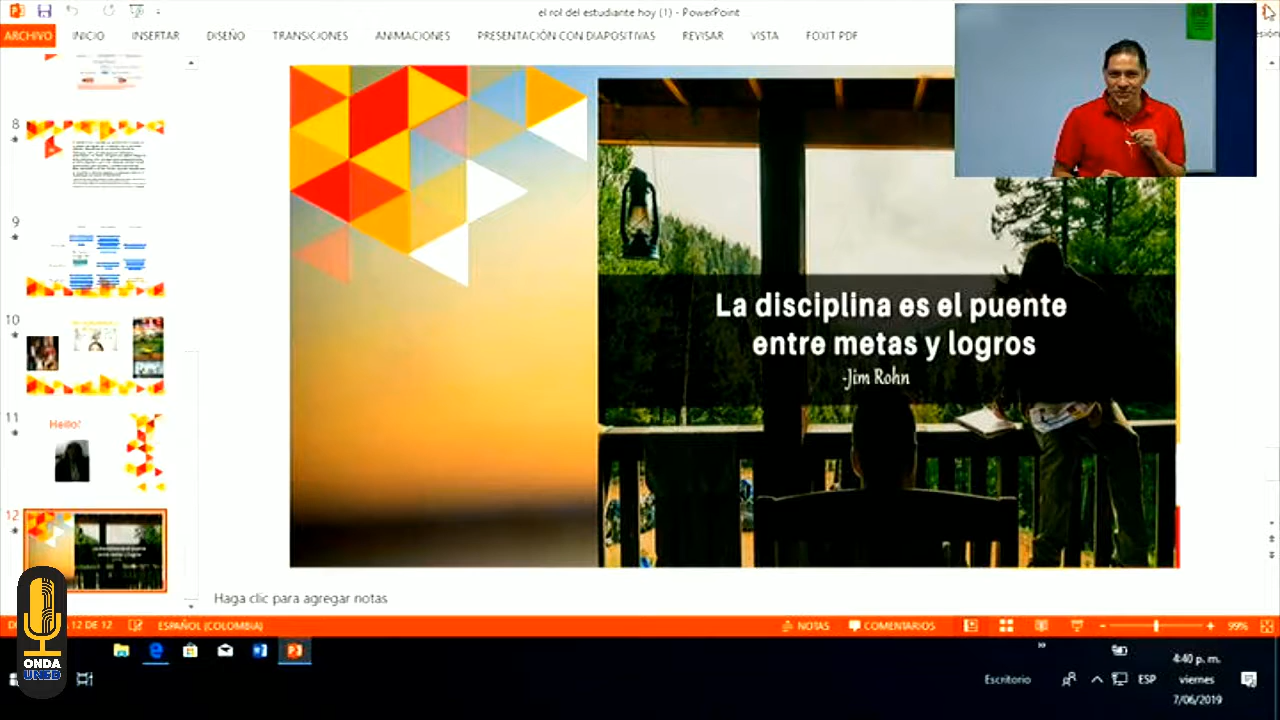 el rol del estudiante hoy (1) - PowerPoint
ARCHIVO INICIO INSERTAR DISEÑO TRANSICIONES ANIMACIONES PRESENTACIÓN CON DIAPOSITIVAS REVISAR VISTA FOXIT PDF
8
9
10
11
Hello!
12
La disciplina es el puente
entre metas y logros
-Jim Rohn
Haga clic para agregar notas
12 DE 12 ESPAÑOL (COLOMBIA) NOTAS COMENTARIOS 99%
ONDA
UNED
Escritorio ESP
4:40 p. m.
viernes
7/06/2019